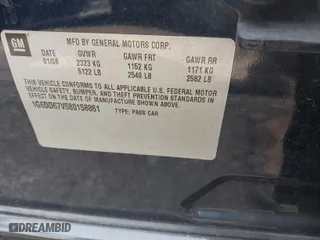 GM
MFD BY GENERAL MOTORS CORP.
DATE GVWR GAWR FRT GAWR RR
01/08 2323 KG 1152 KG 1171 KG
5122 LB 2540 LB 2582 LB
THIS VEHICLE CONFORMS TO ALL APPLICABLE U.S. FEDERAL MOTOR
VEHICLE SAFETY, BUMPER, AND THEFT PREVENTION STANDARDS
IN EFFECT ON THE DATE OF MANUFACTURE SHOWN ABOVE.
1G6DD67V580158861
TYPE: PASS CAR
DREAMBID